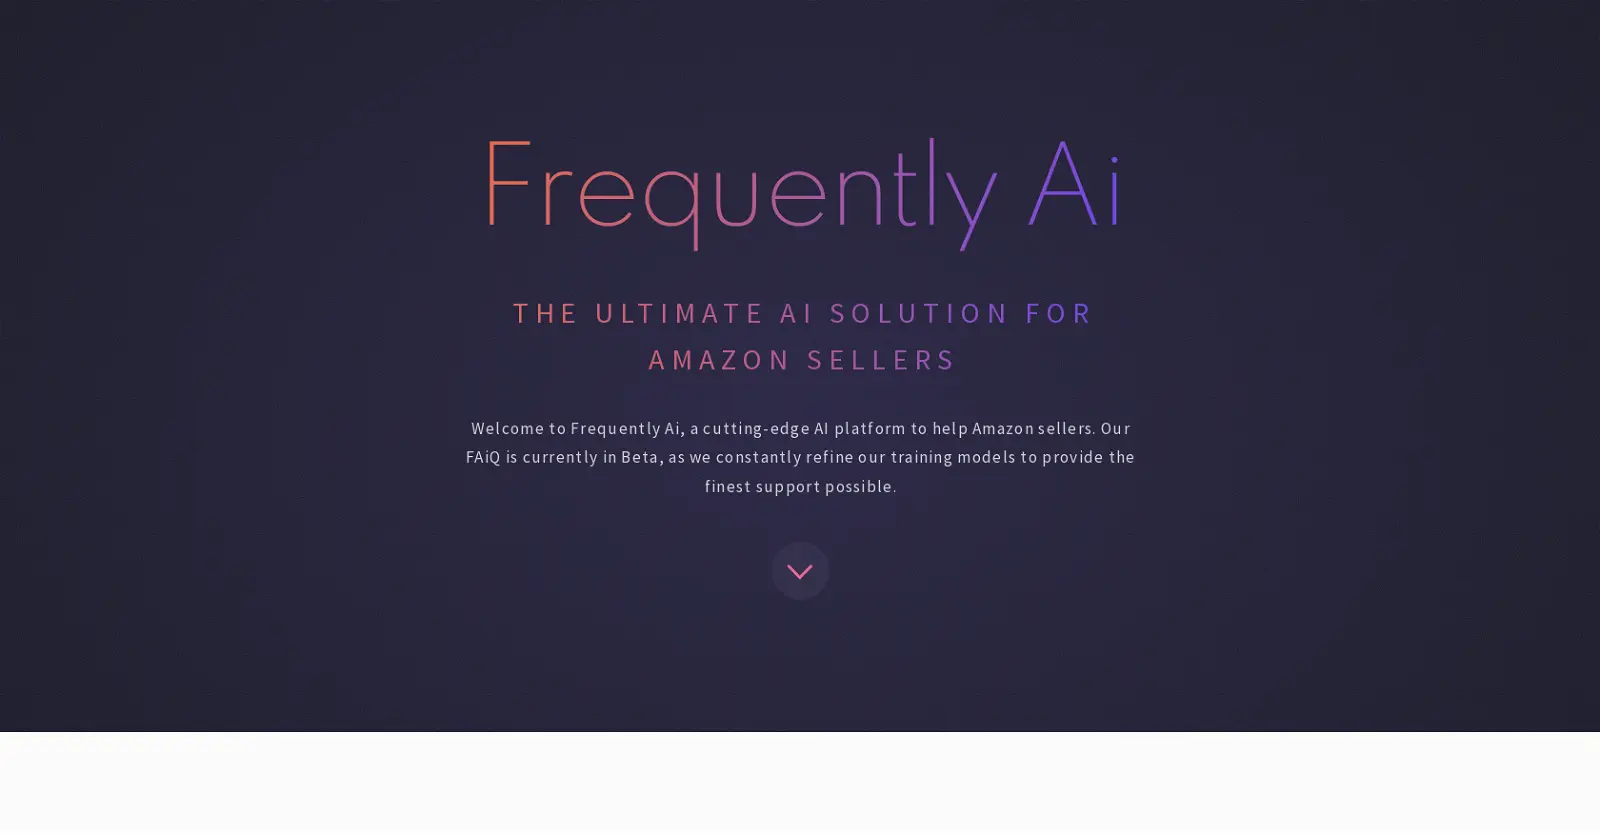 Frequently Ai
THE ULTIMATE AI SOLUTION FOR
AMAZON SELLERS
Welcome to Frequently Ai, a cutting-edge AI platform to help Amazon sellers. Our
FAiQ is currently in Beta, as we constantly refine our training models to provide the
finest support possible.